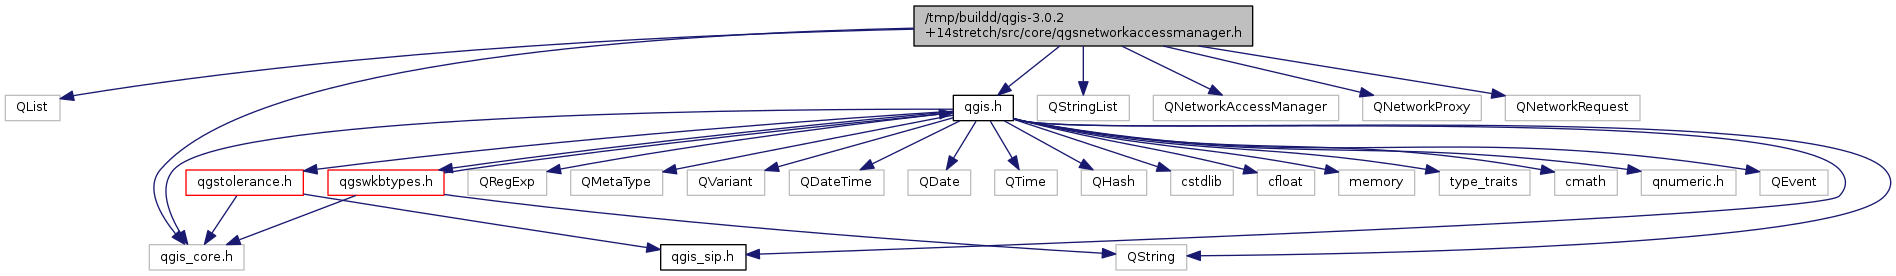 /tmp/buildd/qgis-3.0.2
+14stretch/src/core/qgsnetworkaccessmanager.h
QList
qgis.h
QStringList
QNetworkAccessManager
QNetworkProxy
QNetworkRequest
qgstolerance.h
qgswkbtypes.h
QRegExp
QMetaType
QVariant
QDateTime
QDate
QTime
QHash
cstdlib
cfloat
memory
type_traits
cmath
qnumeric.h
QEvent
qgis_core.h
qgis_sip.h
QString